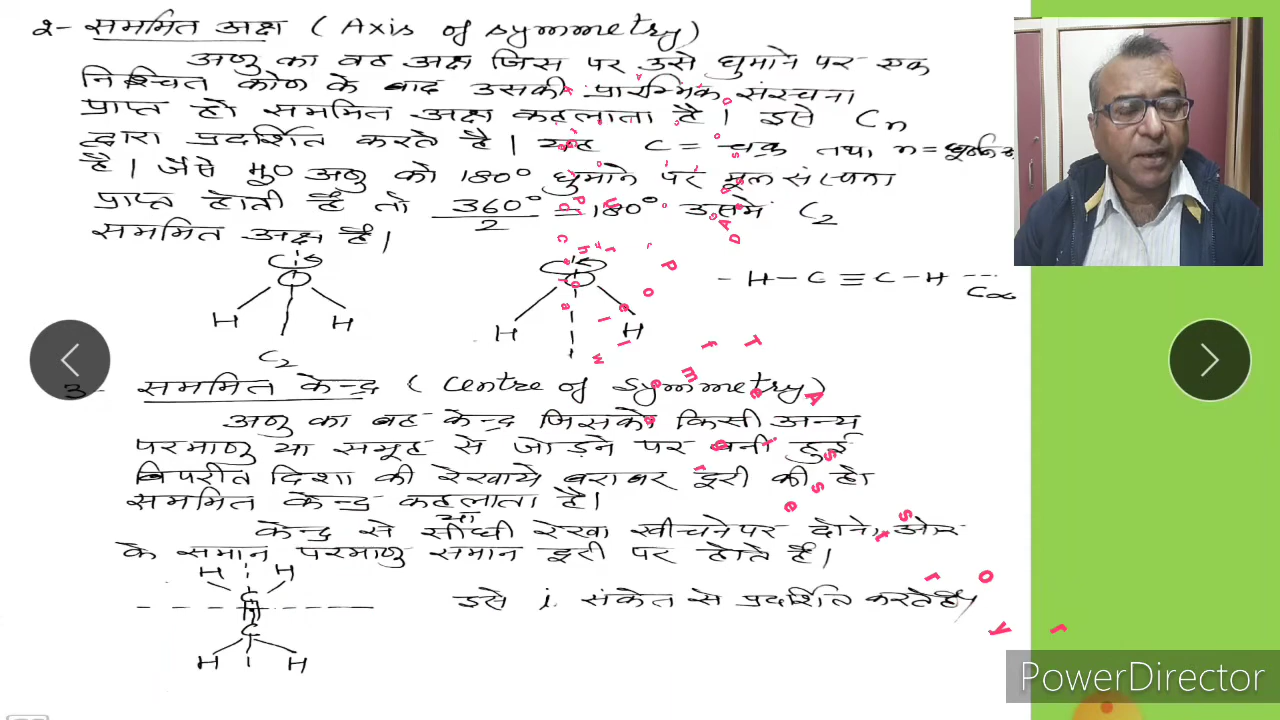 2- सममित अक्ष (Axis of symmetry)
अणु का वह अक्ष जिस पर उसे घुमाने पर एक
निश्चित कोण के बाद उसकी प्रारम्भिक संरचना
प्राप्त हो सममित अक्ष कहलाता है। इसे Cn
द्वारा प्रदर्शित करते है। यह C = चक्र तथा n =
है। जैसे अणु को 180° घुमाने पर मूल संरचना
प्राप्त होती है तो 360°/2 = 180° उसमे C2
सममित अक्ष है।
H H
C2
H H
- H - C ≡ C - H ---
C∞
3- सममित केन्द्र (Centre of symmetry)
अणु का वह केन्द्र जिसको किसी अन्य
परमाणु या समूह से जोड़ने पर बनी हुई
विपरीत दिशा की रेखाये बराबर दूरी की हो
सममित केन्द्र कहलाता है।
या
केन्द्र से सीधी रेखा खीचने पर दोनो ओर
के समान परमाणु समान दूरी पर होते है।
H H
C
C
H H
इसे i संकेत से प्रदर्शित करते है।
PowerDirector